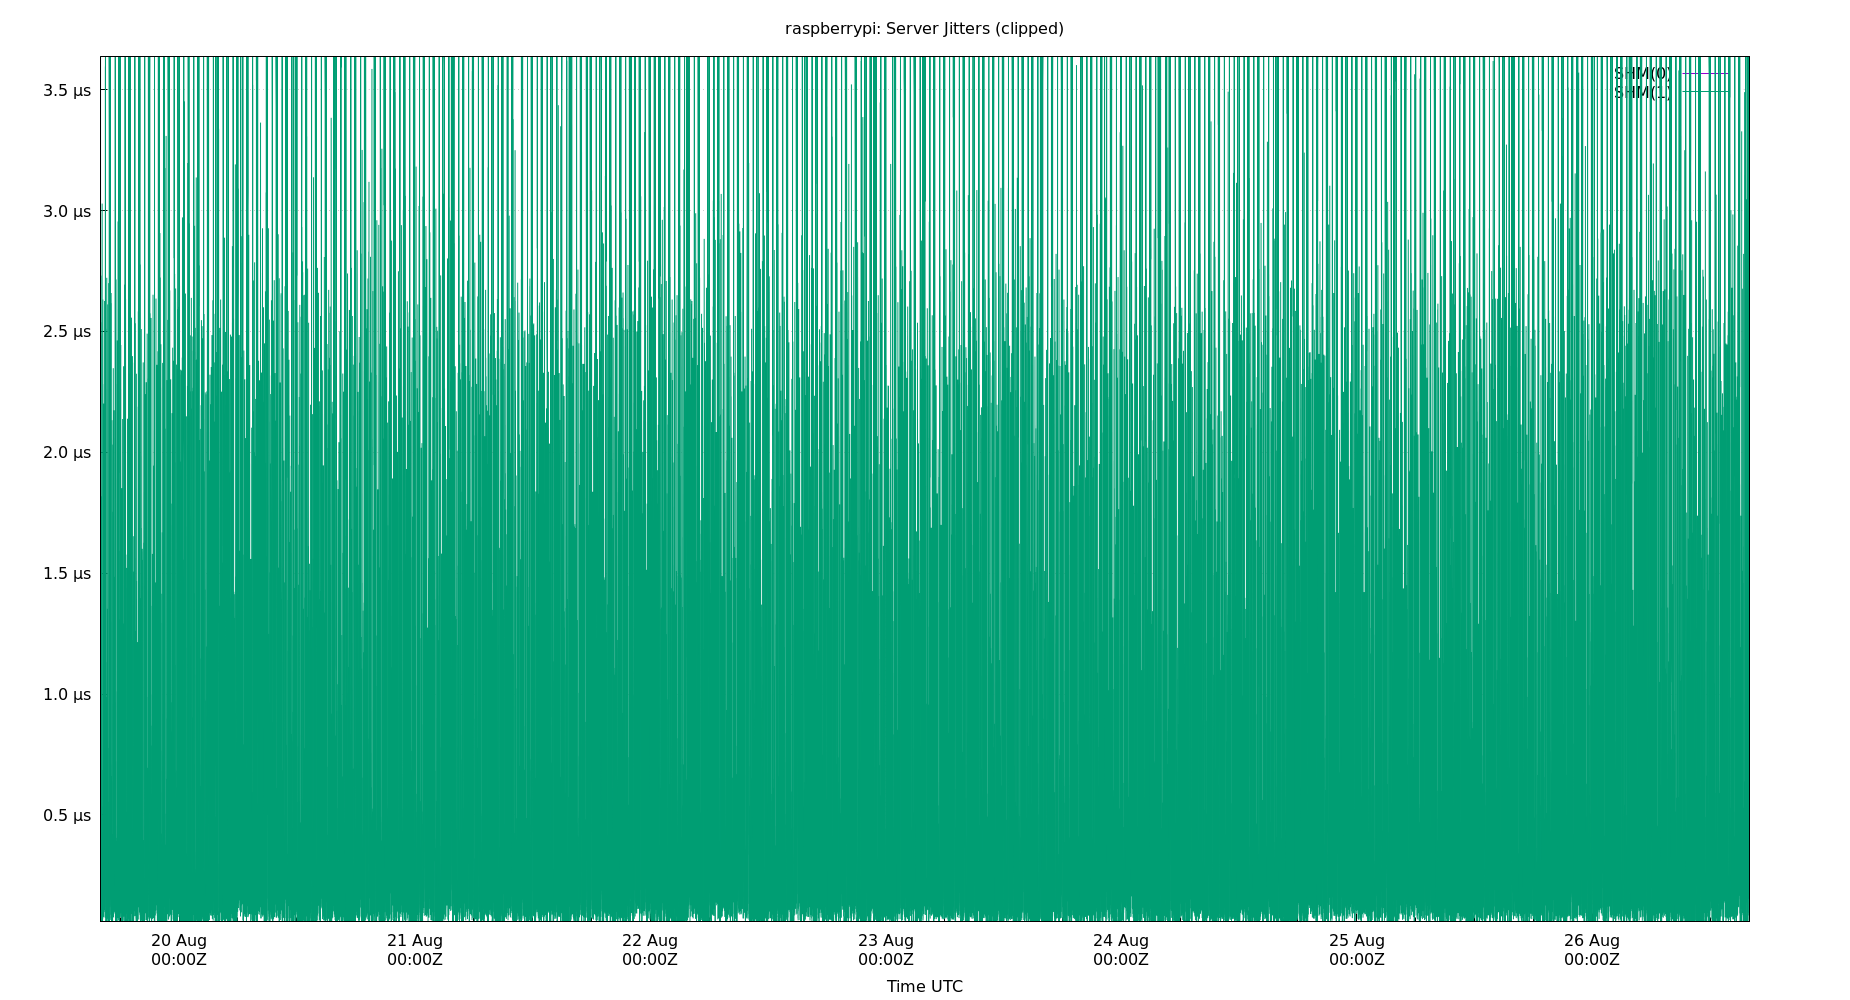 raspberrypi: Server Jitters (clipped)
SHM(0)
SHM(1)
3.5 µs
3.0 µs
2.5 µs
2.0 µs
1.5 µs
1.0 µs
0.5 µs
20 Aug 21 Aug 22 Aug 23 Aug 24 Aug 25 Aug 26 Aug
00:00Z 00:00Z 00:00Z 00:00Z 00:00Z 00:00Z 00:00Z
Time UTC